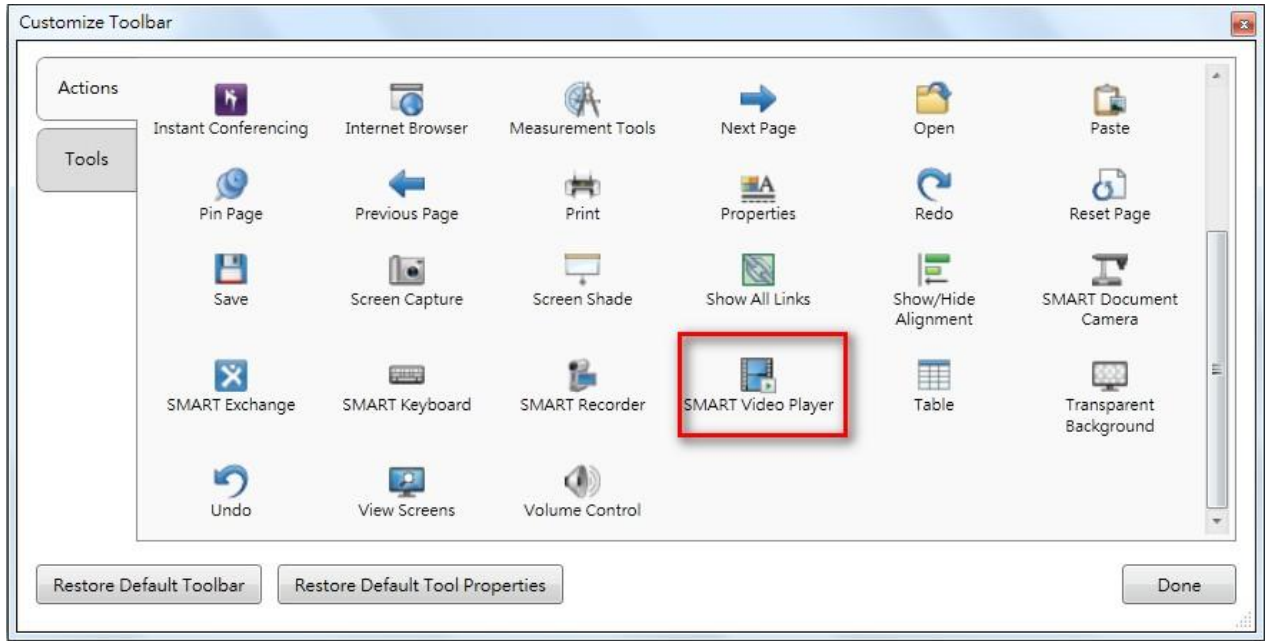 Customize Toolbar
Actions
Tools
Instant Conferencing
Internet Browser
Measurement Tools
Next Page
Open
Paste
Pin Page
Previous Page
Print
Properties
Redo
Reset Page
Save
Screen Capture
Screen Shade
Show All Links
Show/Hide
Alignment
SMART Document
Camera
SMART Exchange
SMART Keyboard
SMART Recorder
SMART Video Player
Table
Transparent
Background
Undo
View Screens
Volume Control
Restore Default Toolbar
Restore Default Tool Properties
Done